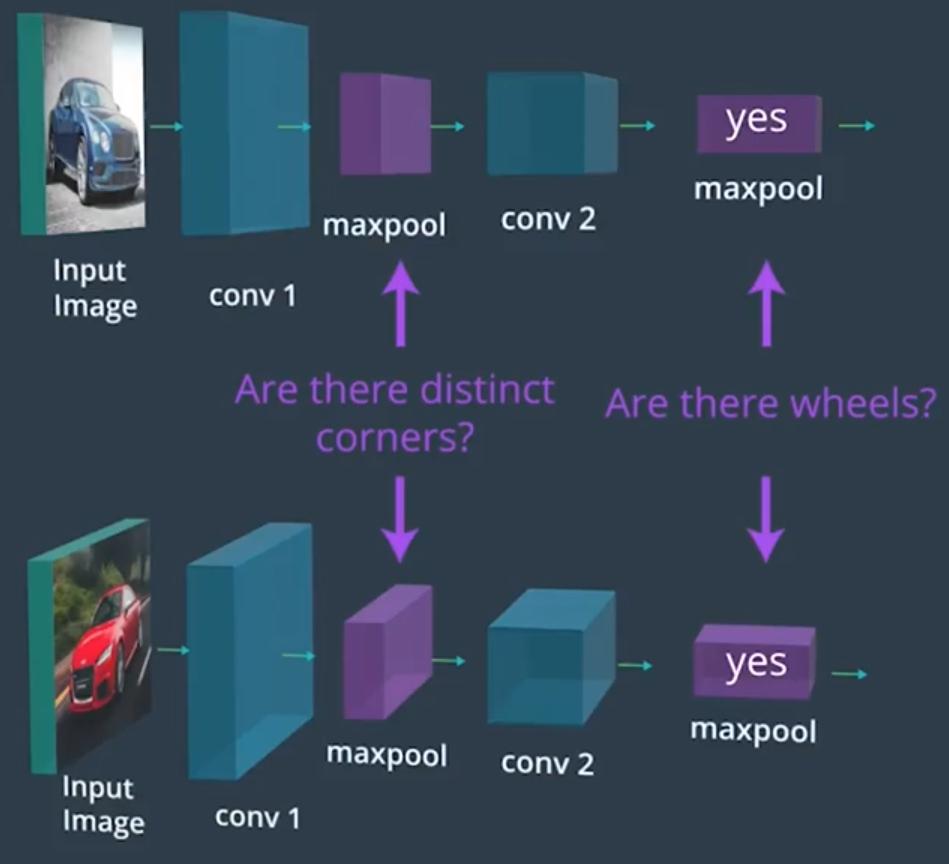 yes
maxpool
maxpool
conv 2
Input
Image
conv 1
Are there distinct
corners?
Are there wheels?
yes
maxpool
maxpool
conv 2
Input
Image
conv 1